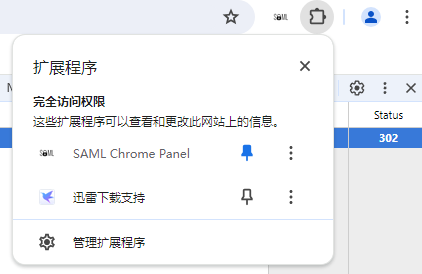 SAML
扩展程序
完全访问权限
这些扩展程序可以查看和更改此网站上的信息。
Status
302
SAML SAML Chrome Panel
迅雷下载支持
管理扩展程序